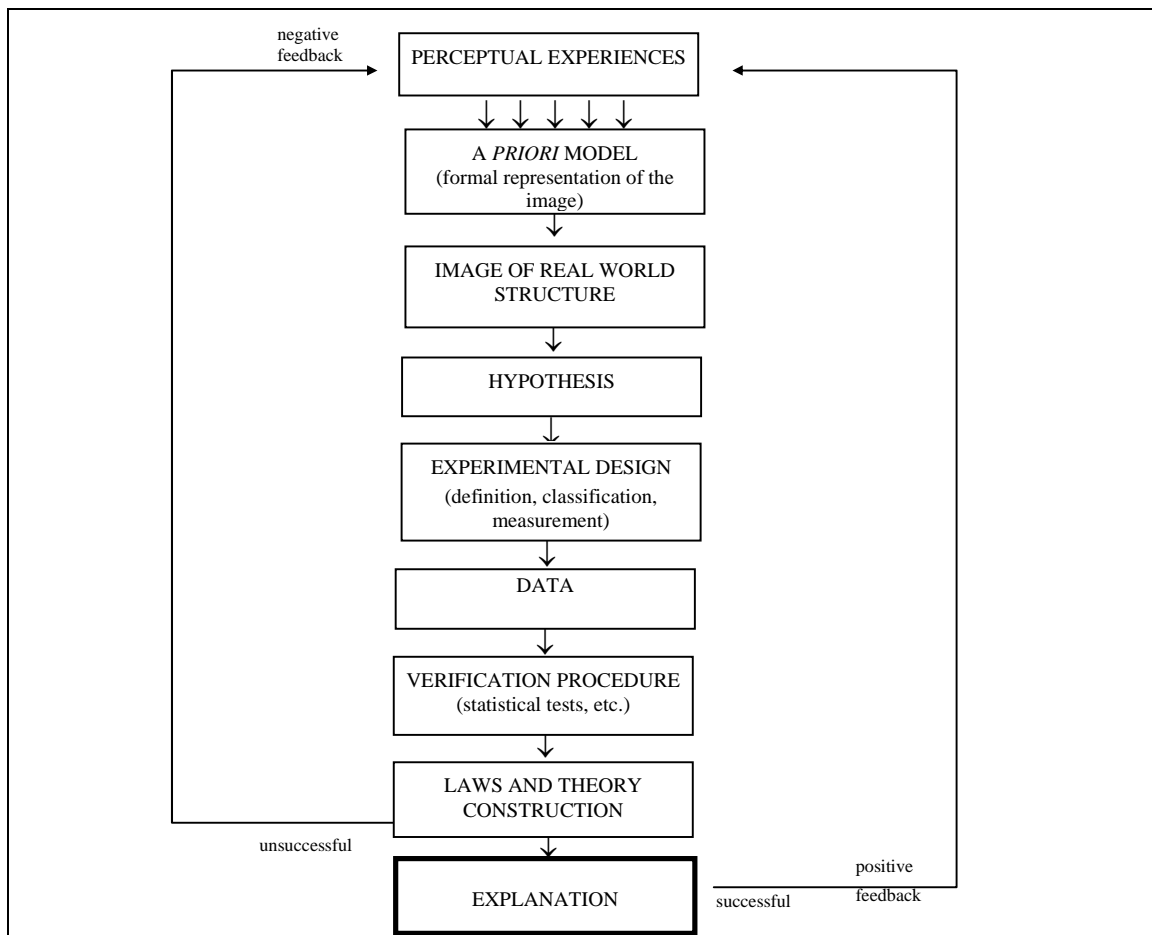 negative
feedback
PERCEPTUAL EXPERIENCES
A PRIORI MODEL
(formal representation of the
image)
IMAGE OF REAL WORLD
STRUCTURE
HYPOTHESIS
EXPERIMENTAL DESIGN
(definition, classification,
measurement)
DATA
VERIFICATION PROCEDURE
(statistical tests, etc.)
LAWS AND THEORY
CONSTRUCTION
unsuccessful
EXPLANATION
successful
positive
feedback